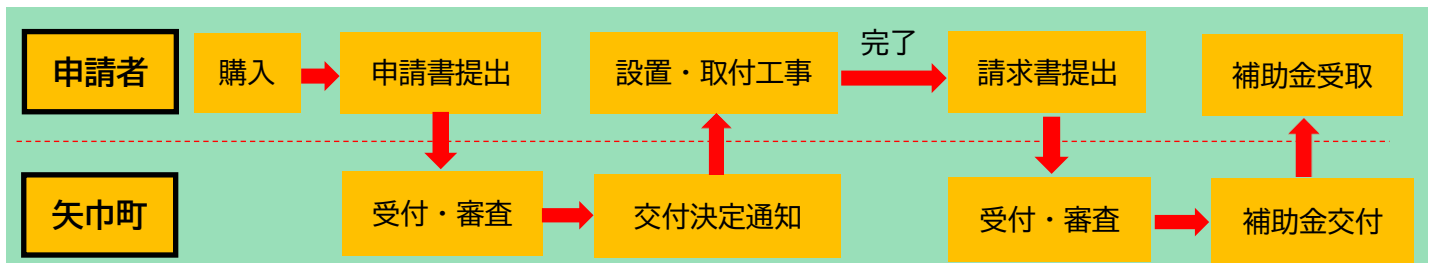 完了
申請者
購入
申請書提出
設置・取付工事
請求書提出
補助金受取
矢巾町
受付・審査
交付決定通知
受付・審査
補助金交付